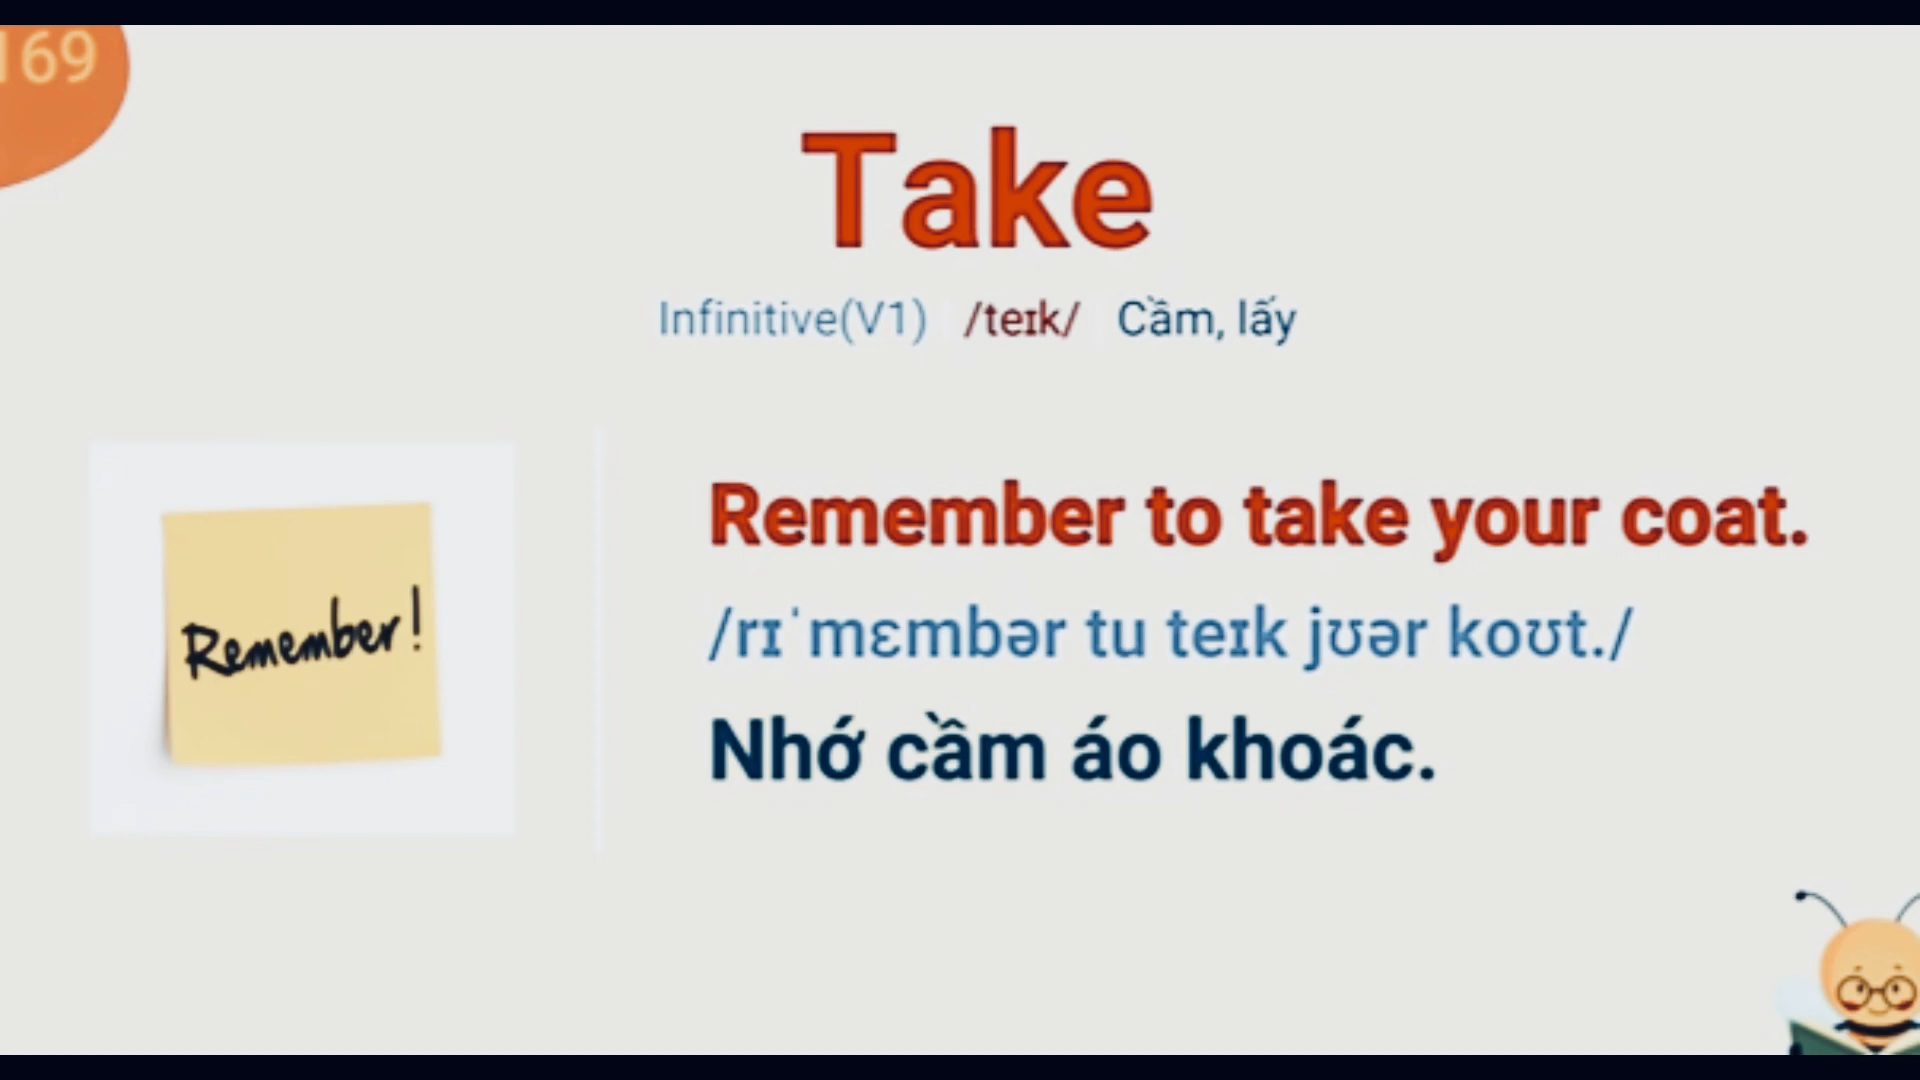 169
Take
Infinitive(V1) /teɪk/ Cầm, lấy
Remember!
Remember to take your coat.
/rɪˈmɛmbər tu teɪk jʊər koʊt./
Nhớ cầm áo khoác.